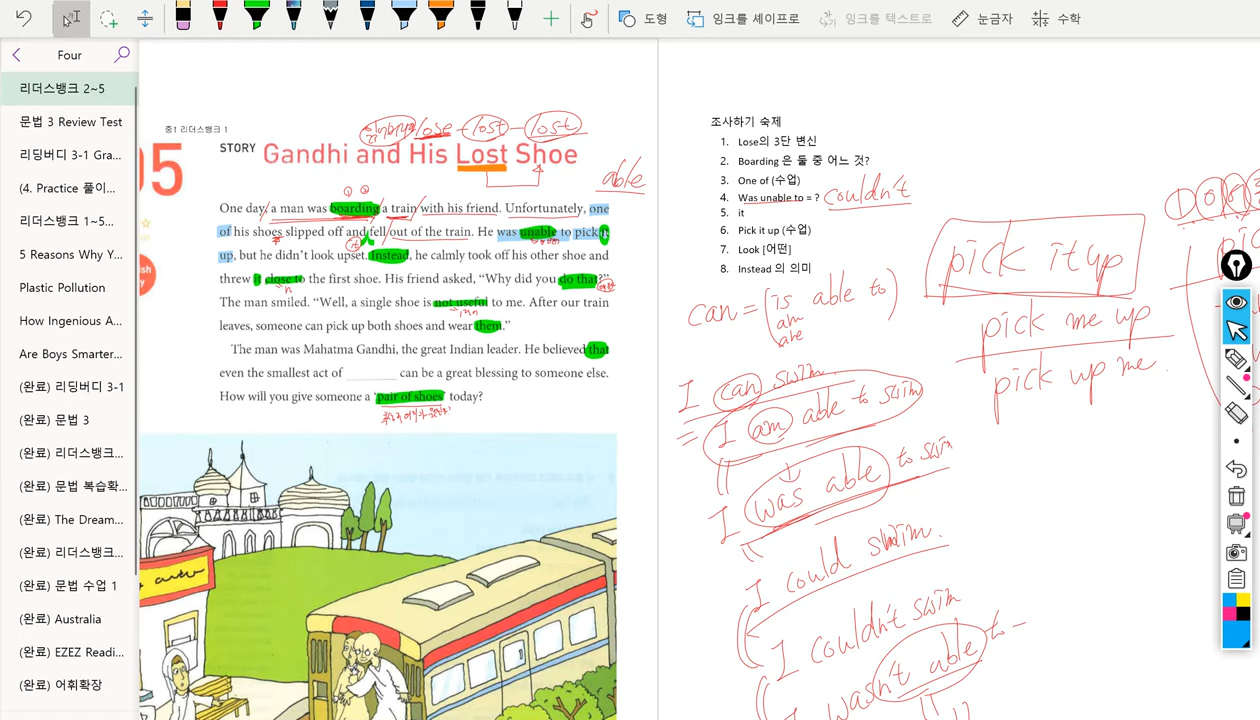 도형
잉크를 셰이프로
잉크를 텍스트로
눈금자
수학
Four
리더스뱅크 2~5
문법 3 Review Test
리딩버디 3-1 Gra...
(4. Practice 풀이...
리더스뱅크 1~5...
5 Reasons Why Y...
Plastic Pollution
How Ingenious A...
Are Boys Smarter...
(완료) 리딩버디 3-1
(완료) 문법 3
(완료) 리더스뱅크...
(완료) 문법 복습확...
(완료) The Dream...
(완료) 리더스뱅크...
(완료) 문법 수업 1
(완료) Australia
(완료) EZEZ Readi...
(완료) 어휘확장
중1 리더스뱅크 1
lose - lost - lost
05
STORY Gandhi and His Lost Shoe
able
① ②
One day, a man was boarding a train with his friend. Unfortunately, one
of his shoes slipped off and fell out of the train. He was unable to pick it
up, but he didn't look upset. Instead, he calmly took off his other shoe and
threw it close to the first shoe. His friend asked, “Why did you do that?”
The man smiled. “Well, a single shoe is not useful to me. After our train
leaves, someone can pick up both shoes and wear them.”
The man was Mahatma Gandhi, the great Indian leader. He believed that
even the smallest act of ______ can be a great blessing to someone else.
How will you give someone a ‘pair of shoes’ today?
조사하기 숙제
1. Lose의 3단 변신
2. Boarding 은 둘 중 어느 것?
3. One of (수업)
4. Was unable to = ? couldn't
5. it
6. Pick it up (수업)
7. Look [어떤]
8. Instead 의 의미
can = (is able to)
am
are
pick it up
pick me up
pick up me.
I can swim.
= I am able to swim
I was able to swim
I could swim.
I couldn't swim
I wasn't able to -